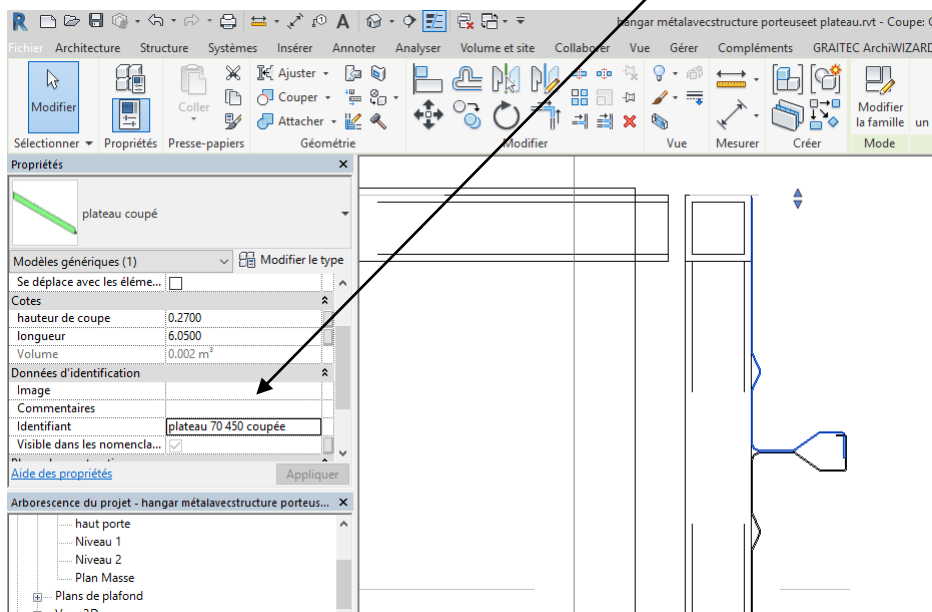 hangar métalavecstructure porteuseet plateau.rvt - Coupe: C
Fichier Architecture Structure Systèmes Insérer Annoter Analyser Volume et site Collaborer Vue Gérer Compléments GRAITEC ArchiWIZARD
Modifier
Coller
Ajuster
Couper
Attacher
Modifier
la famille un
Sélectionner Propriétés Presse-papiers Géométrie Modifier Vue Mesurer Créer Mode
Propriétés
plateau coupé
Modèles génériques (1) Modifier le type
Se déplace avec les éléme...
Cotes
hauteur de coupe 0.2700
longueur 6.0500
Volume 0.002 m³
Données d'identification
Image
Commentaires
Identifiant plateau 70 450 coupée
Visible dans les nomencla...
Aide des propriétés Appliquer
Arborescence du projet - hangar métalavecstructure porteus...
haut porte
Niveau 1
Niveau 2
Plan Masse
Plans de plafond